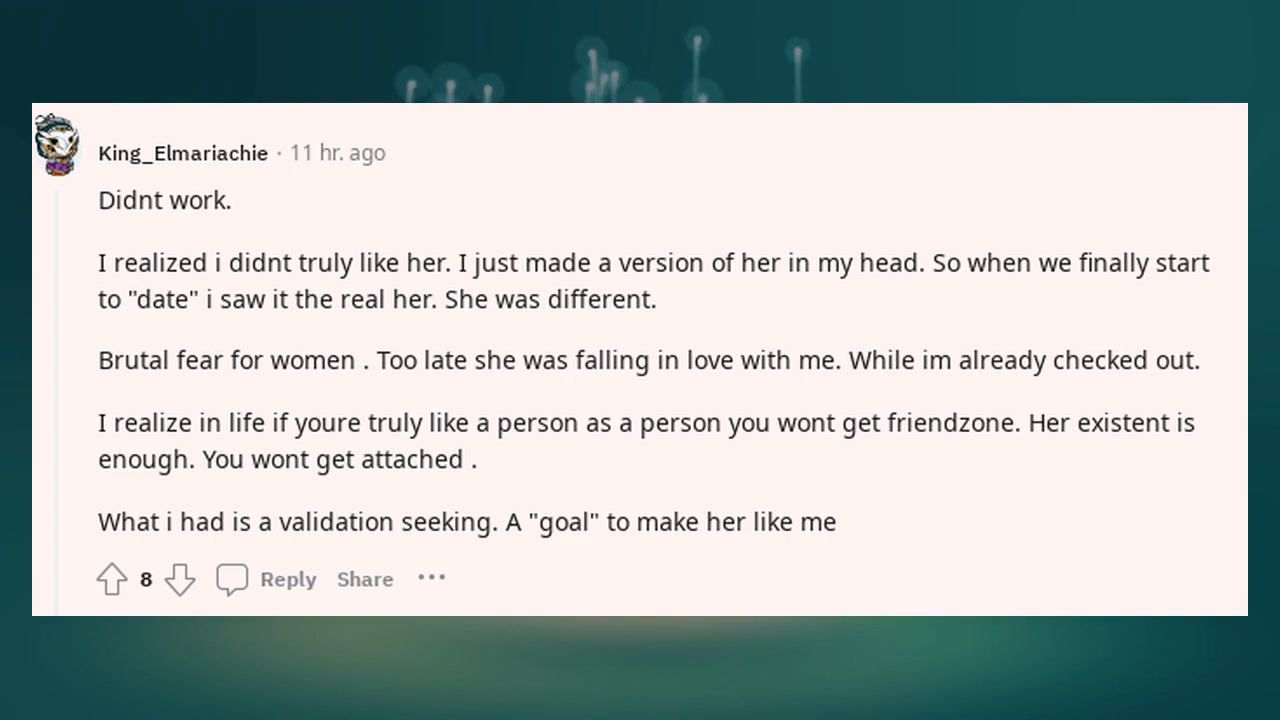 King_Elmariachie · 11 hr. ago
Didnt work.
I realized i didnt truly like her. I just made a version of her in my head. So when we finally start
to "date" i saw it the real her. She was different.
Brutal fear for women . Too late she was falling in love with me. While im already checked out.
I realize in life if youre truly like a person as a person you wont get friendzone. Her existent is
enough. You wont get attached .
What i had is a validation seeking. A "goal" to make her like me
8 Reply Share ···